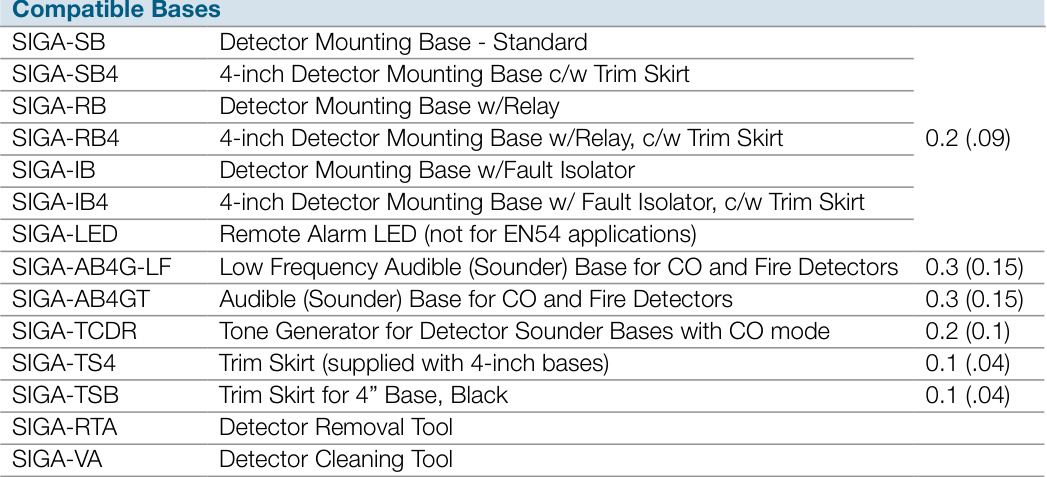 Compatible Bases
SIGA-SB Detector Mounting Base - Standard
SIGA-SB4 4-inch Detector Mounting Base c/w Trim Skirt
SIGA-RB Detector Mounting Base w/Relay
SIGA-RB4 4-inch Detector Mounting Base w/Relay, c/w Trim Skirt 0.2 (.09)
SIGA-IB Detector Mounting Base w/Fault Isolator
SIGA-IB4 4-inch Detector Mounting Base w/ Fault Isolator, c/w Trim Skirt
SIGA-LED Remote Alarm LED (not for EN54 applications)
SIGA-AB4G-LF Low Frequency Audible (Sounder) Base for CO and Fire Detectors 0.3 (0.15)
SIGA-AB4GT Audible (Sounder) Base for CO and Fire Detectors 0.3 (0.15)
SIGA-TCDR Tone Generator for Detector Sounder Bases with CO mode 0.2 (0.1)
SIGA-TS4 Trim Skirt (supplied with 4-inch bases) 0.1 (.04)
SIGA-TSB Trim Skirt for 4” Base, Black 0.1 (.04)
SIGA-RTA Detector Removal Tool
SIGA-VA Detector Cleaning Tool